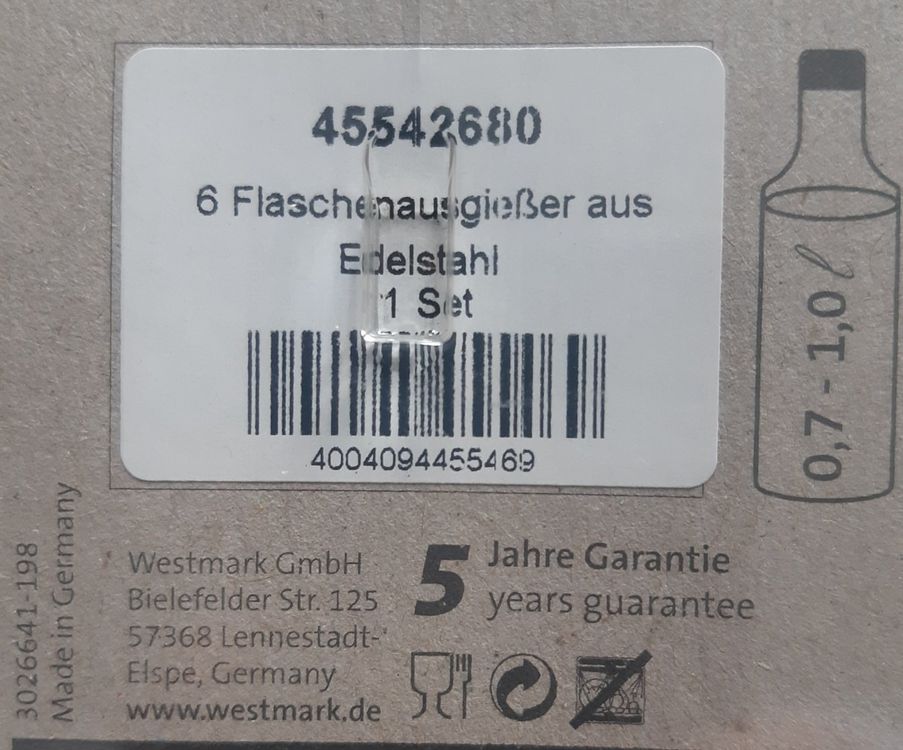 45542680
6 Flaschenausgießer aus
Edelstahl
1 Set
4004094455469
0,7 - 1,0 ℓ
3026641-198
Made in Germany
Westmark GmbH
Bielefelder Str. 125
57368 Lennestadt-
Elspe, Germany
www.westmark.de
5 Jahre Garantie
years guarantee